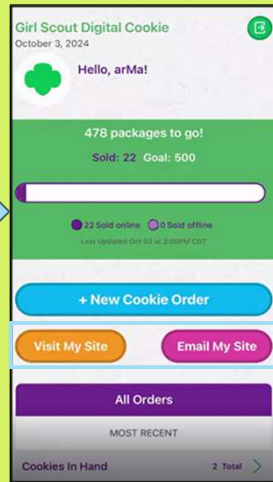 Girl Scout Digital Cookie
October 3, 2024
Hello, arMa!
478 packages to go!
Sold: 22 Goal: 500
22 Sold online 0 Sold offline
Last Updated Oct 03 at 2:00PM CDT
+ New Cookie Order
Visit My Site Email My Site
All Orders
MOST RECENT
Cookies In Hand 2 Total